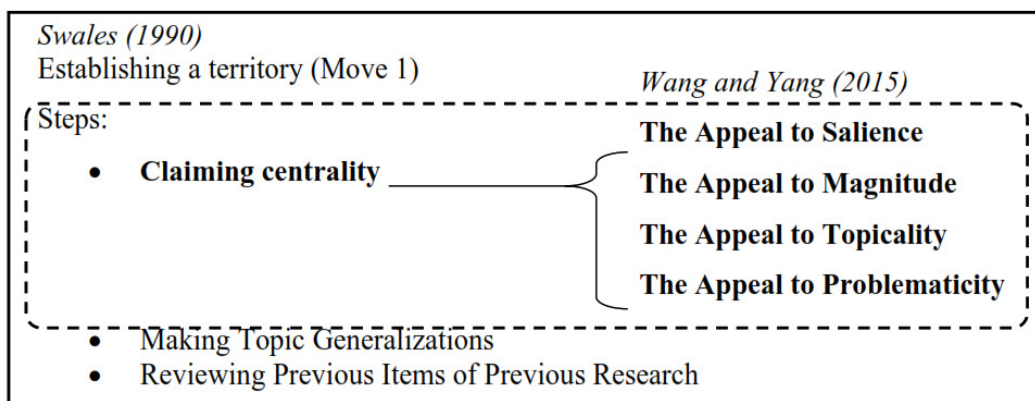 Swales (1990)
Establishing a territory (Move 1)
Wang and Yang (2015)
Steps:
• Claiming centrality
The Appeal to Salience
The Appeal to Magnitude
The Appeal to Topicality
The Appeal to Problematicity
• Making Topic Generalizations
• Reviewing Previous Items of Previous Research